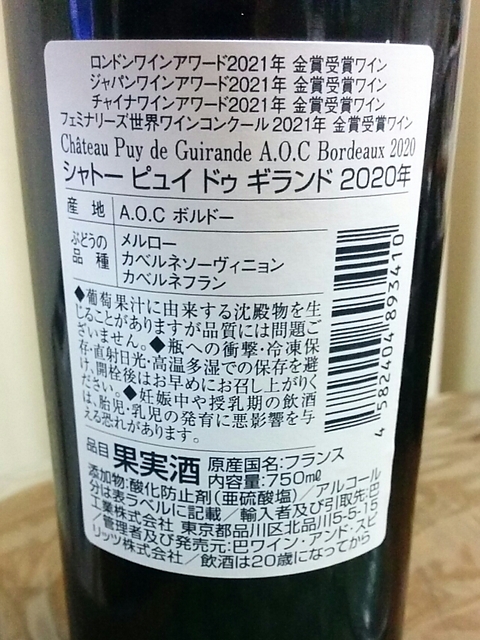 ロンドンワインアワード2021年 金賞受賞ワイン
ジャパンワインアワード2021年 金賞受賞ワイン
チャイナワインアワード2021年 金賞受賞ワイン
フェミナリーズ世界ワインコンクール2021年 金賞受賞ワイン
Château Puy de Guirande A.O.C Bordeaux 2020
シャトー ピュイ ドゥ ギランド 2020年
産地 A.O.C ボルドー
ぶどうの品種 メルロー
カベルネソーヴィニョン
カベルネフラン
◆葡萄果汁に由来する沈殿物を生
じることがありますが品質には問題ご
ざいません。◆瓶への衝撃・冷凍保
存・直射日光・高温多湿での保存を避
け、開栓後はお早めにお召し上がりく
ださい。◆妊娠中や授乳期の飲酒
は、胎児・乳児の発育に悪影響を与
える恐れがあります。
4 582404 893410
品目 果実酒 原産国名:フランス
内容量:750ml
添加物:酸化防止剤(亜硫酸塩)/アルコール
分は表ラベルに記載/輸入者及び引取先:巴
工業株式会社 東京都品川区北品川5-5-15
管理者及び発売元:巴ワイン・アンド・スピ
リッツ株式会社/飲酒は20歳になってから